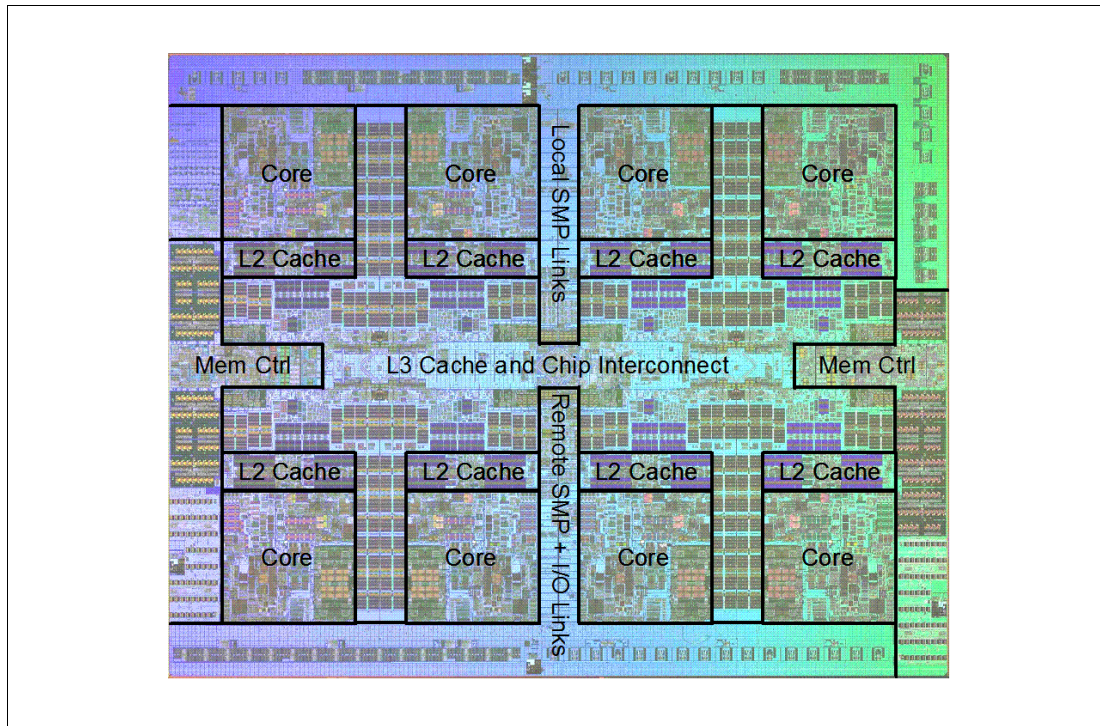 Core
Core
Core
Core
Local SMP Links
L2 Cache
L2 Cache
L2 Cache
L2 Cache
Mem Ctrl
L3 Cache and Chip Interconnect
Mem Ctrl
L2 Cache
L2 Cache
L2 Cache
L2 Cache
Remote SMP + I/O Links
Core
Core
Core
Core